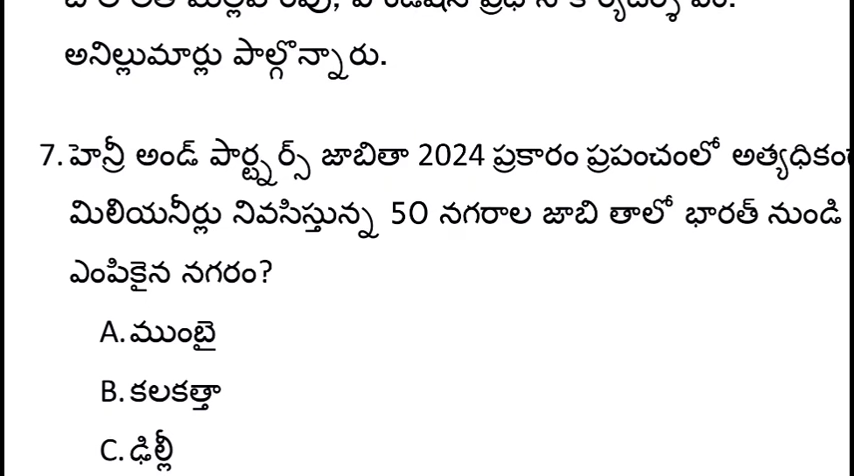 అనిల్లుమార్లు పాల్గొన్నారు.
7. హెన్రీ అండ్ పార్ట్నర్స్ జాబితా 2024 ప్రకారం ప్రపంచంలో అత్యధికం
మిలియనీర్లు నివసిస్తున్న 50 నగరాల జాబి తాలో భారత్ నుండి
ఎంపికైన నగరం?
A. ముంబై
B. కలకత్తా
C. ఢిల్లీ